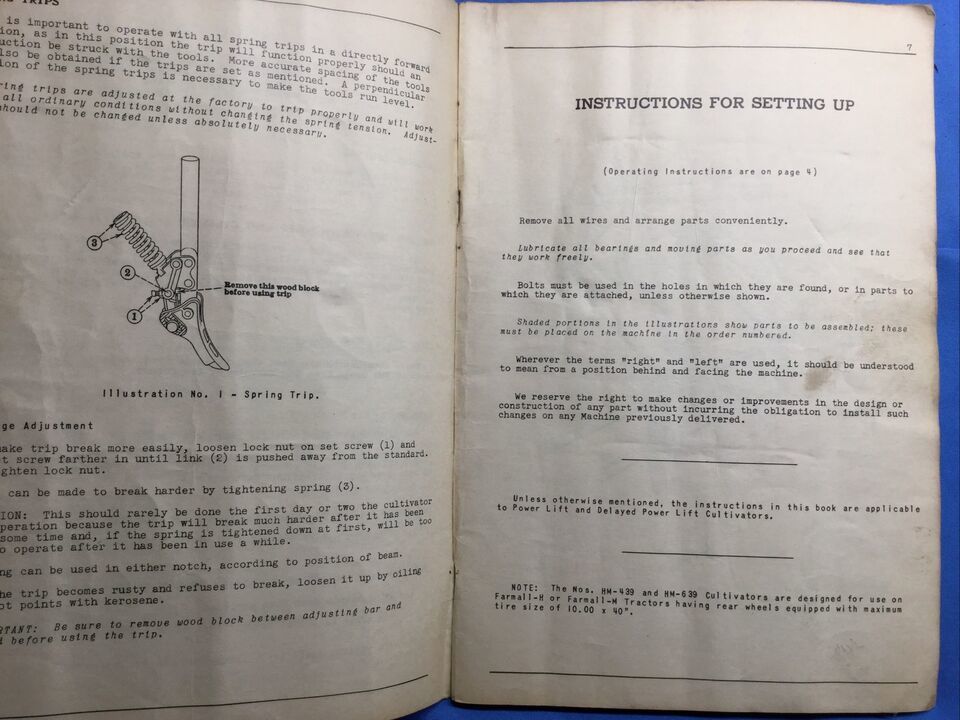 TRIPS
is important to operate with all spring trips in a directly forward
ion, as in this position the trip will function properly should an
uction be struck with the tools. More accurate spacing of the tools
lso be obtained if the trips are set as mentioned. A perpendicular
ion of the spring trips is necessary to make the tools run level.
ring trips are adjusted at the factory to trip properly and will work
all ordinary conditions without changing the spring tension. Adjust-
should not be changed unless absolutely necessary.
3
2
Remove this wood block
before using trip
1
Illustration No. 1 - Spring Trip.
ge Adjustment
make trip break more easily, loosen lock nut on set screw (1) and
t screw farther in until link (2) is pushed away from the standard.
ghten lock nut.
can be made to break harder by tightening spring (3).
ION: This should rarely be done the first day or two the cultivator
peration because the trip will break much harder after it has been
some time and, if the spring is tightened down at first, will be too
o operate after it has been in use a while.
ng can be used in either notch, according to position of beam.
he trip becomes rusty and refuses to break, loosen it up by oiling
ot points with kerosene.
RTANT: Be sure to remove wood block between adjusting bar and
d before using the trip.
7
INSTRUCTIONS FOR SETTING UP
(Operating Instructions are on page 4)
Remove all wires and arrange parts conveniently.
Lubricate all bearings and moving parts as you proceed and see that
they work freely.
Bolts must be used in the holes in which they are found, or in parts to
which they are attached, unless otherwise shown.
Shaded portions in the illustrations show parts to be assembled; these
must be placed on the machine in the order numbered.
Wherever the terms "right" and "left" are used, it should be understood
to mean from a position behind and facing the machine.
We reserve the right to make changes or improvements in the design or
construction of any part without incurring the obligation to install such
changes on any Machine previously delivered.
Unless otherwise mentioned, the instructions in this book are applicable
to Power Lift and Delayed Power Lift Cultivators.
NOTE: The Nos. HM-439 and HM-639 Cultivators are designed for use on
Farmall-H or Farmall-M Tractors having rear wheels equipped with maximum
tire size of 10.00 x 40".